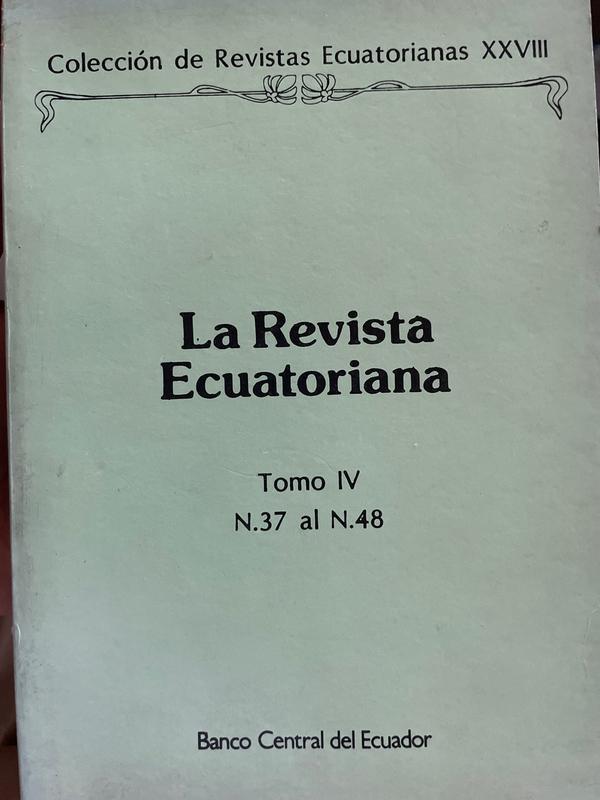 Colección de Revistas Ecuatorianas XXVIII
La Revista
Ecuatoriana
Tomo IV
N.37 al N.48
Banco Central del Ecuador